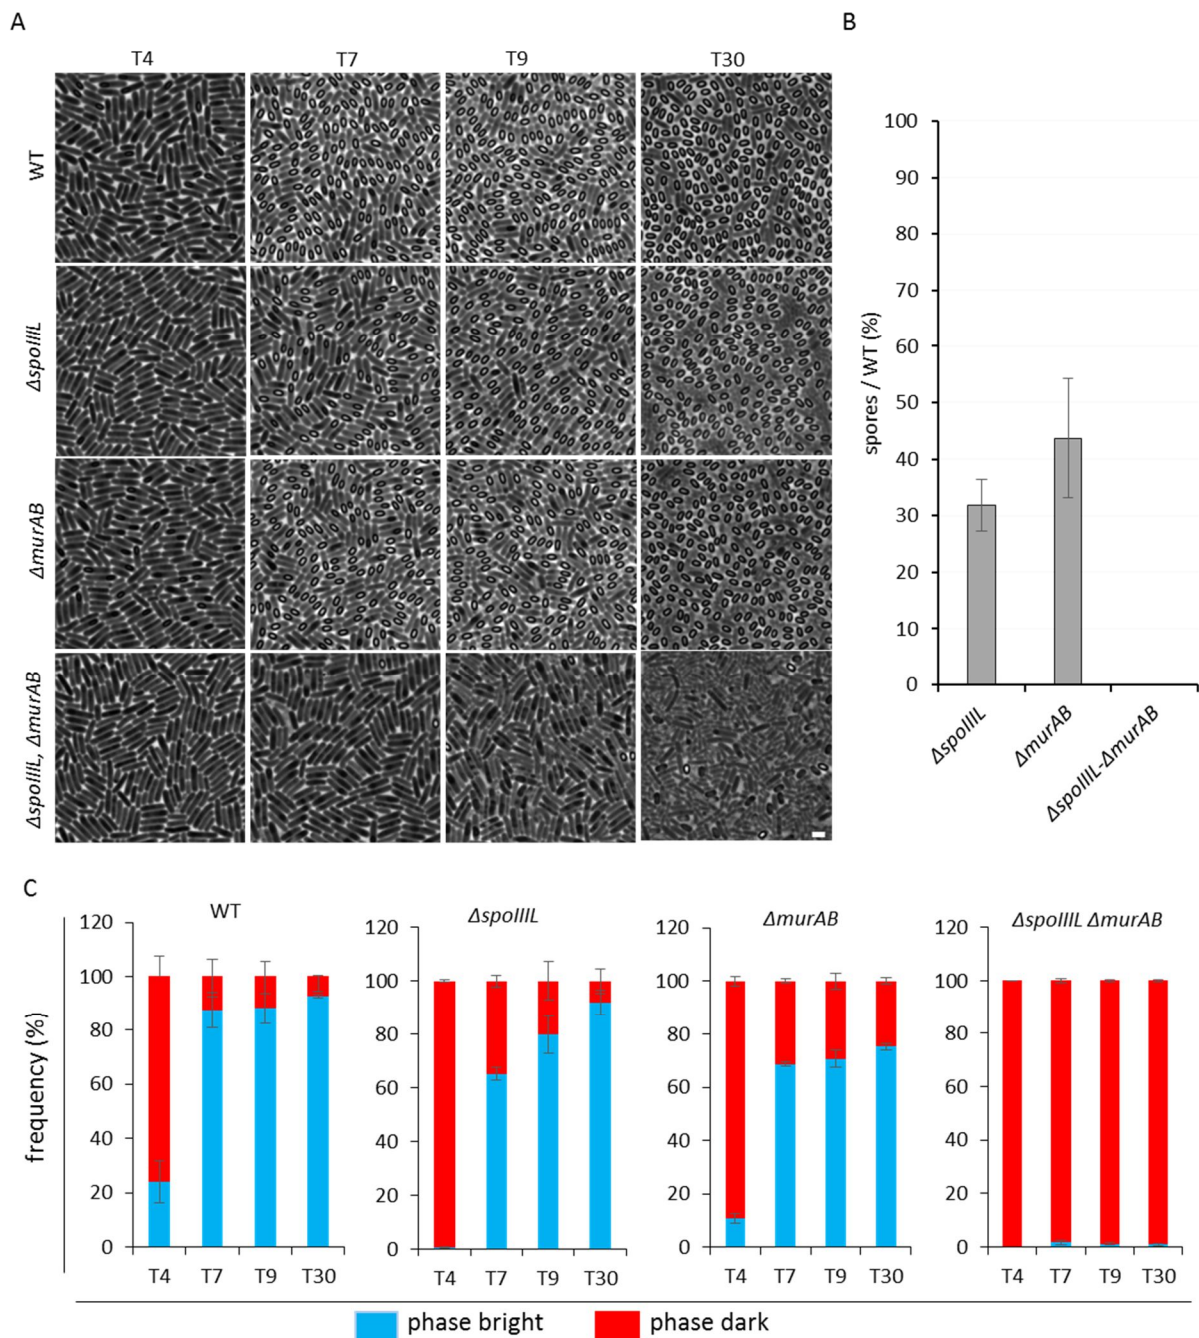 A
T4 T7 T9 T30
WT
ΔspoIIIL
ΔmurAB
ΔspoIIIL, ΔmurAB
B
spores / WT (%)
100
90
80
70
60
50
40
30
20
10
0
ΔspoIIIL
ΔmurAB
ΔspoIIIL-ΔmurAB
C
frequency (%)
WT
120
100
80
60
40
20
0
T4 T7 T9 T30
ΔspoIIIL
120
100
80
60
40
20
0
T4 T7 T9 T30
ΔmurAB
120
100
80
60
40
20
0
T4 T7 T9 T30
ΔspoIIIL ΔmurAB
120
100
80
60
40
20
0
T4 T7 T9 T30
phase bright phase dark